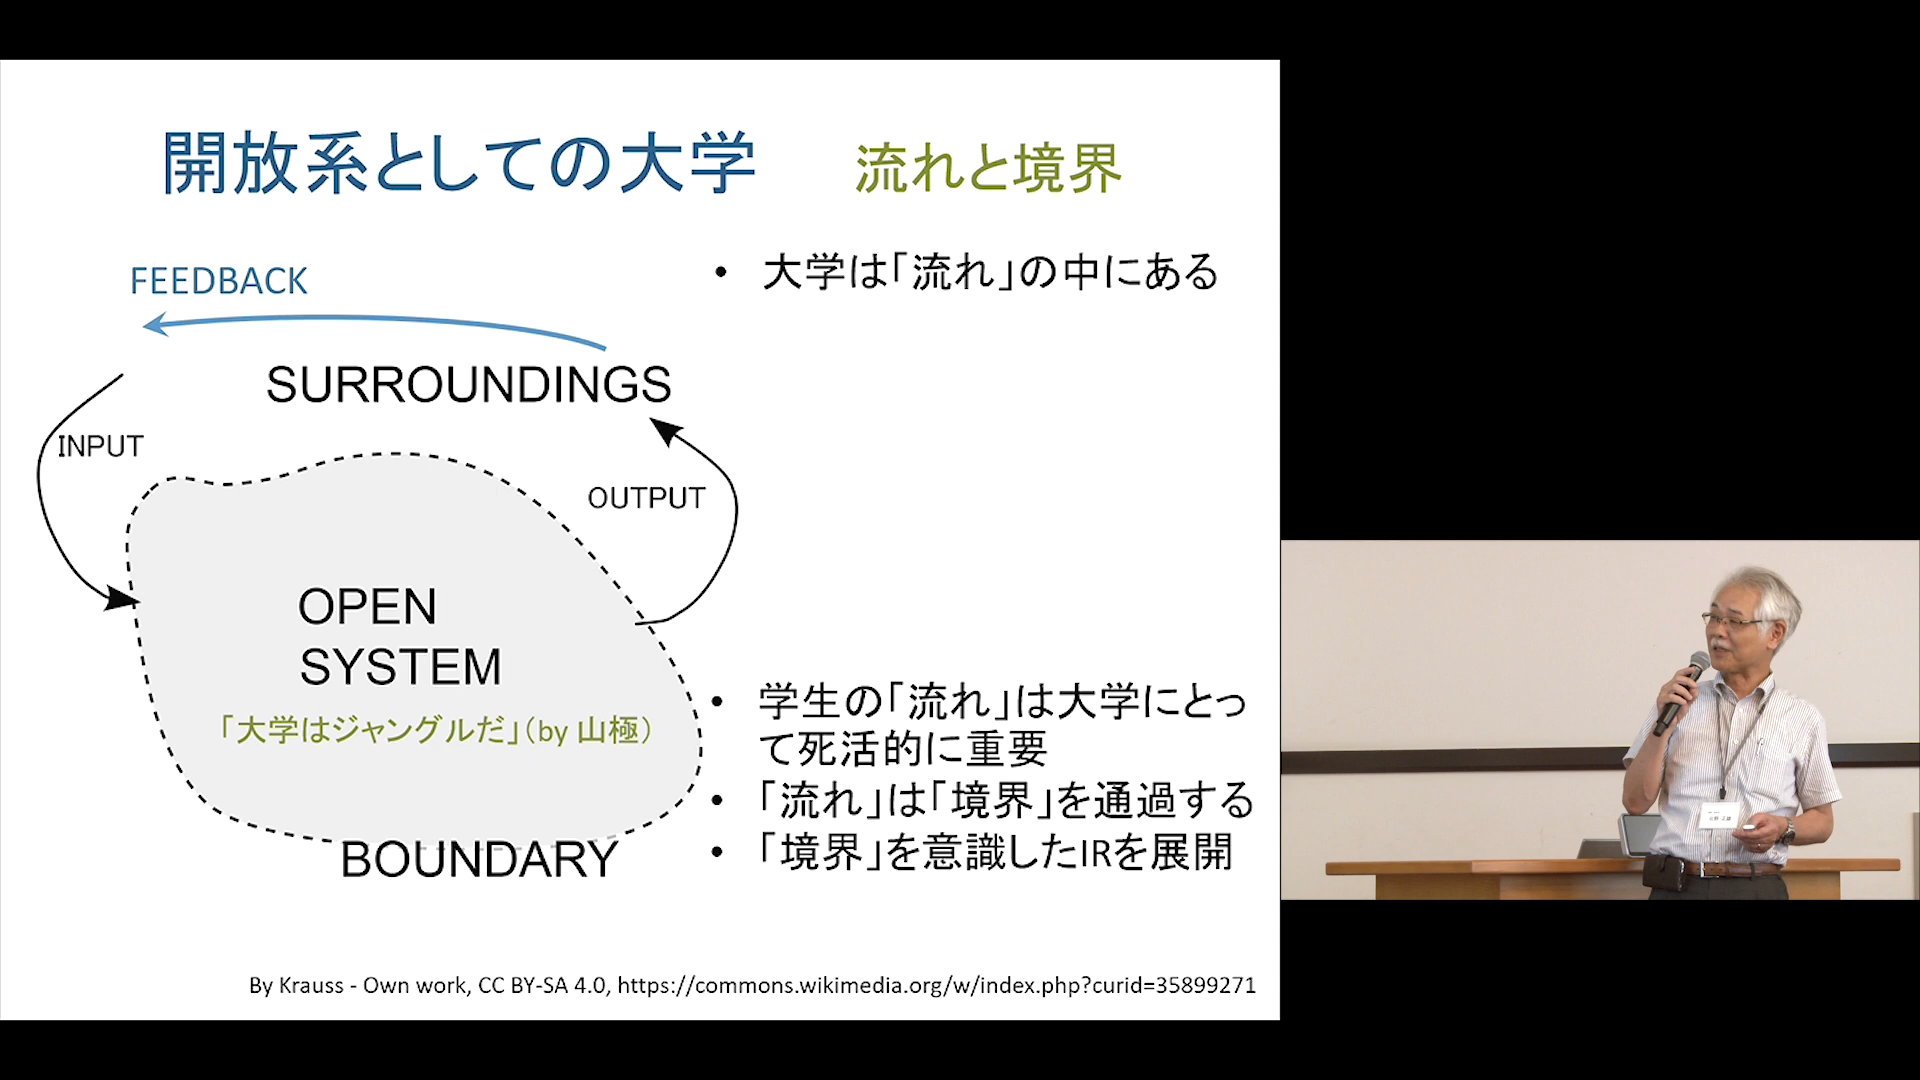 開放系としての大学 流れと境界
FEEDBACK
• 大学は「流れ」の中にある
SURROUNDINGS
INPUT
OUTPUT
OPEN
SYSTEM
「大学はジャングルだ」(by 山極)
BOUNDARY
• 学生の「流れ」は大学にとっ
て死活的に重要
• 「流れ」は「境界」を通過する
• 「境界」を意識したIRを展開
By Krauss - Own work, CC BY-SA 4.0, https://commons.wikimedia.org/w/index.php?curid=35899271